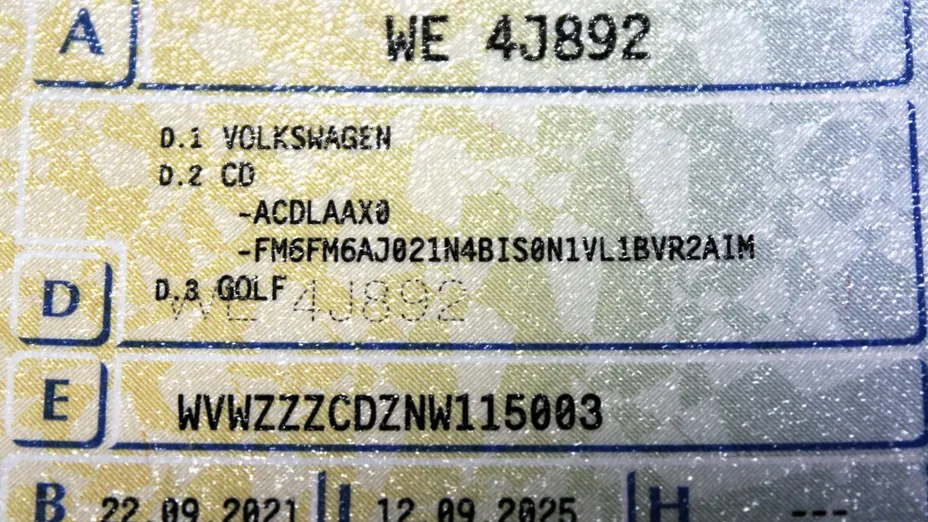 A WE 4J892
D.1 VOLKSWAGEN
D.2 CD
-ACDLAAX0
-FM6FM6AJ021N4BIS0N1VL1BVR2AIM
D D.3 GOLF
WE 4J892
E WVWZZZCDZNW115003
B 22.09.2021 I 12.09.2025 H ---